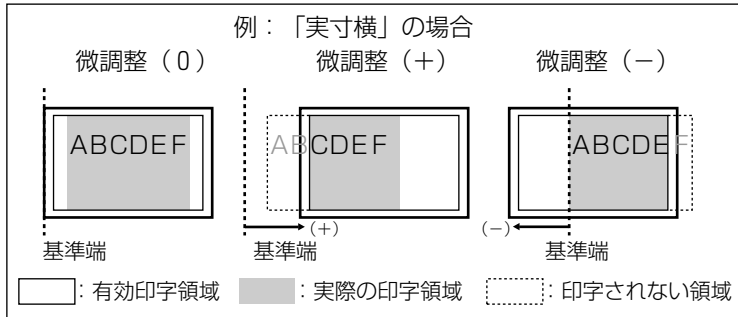 例：「実寸横」の場合
微調整（0） 微調整（＋） 微調整（－）
ABCDEF ABCDEF ABCDEF
（＋） （－）
基準端 基準端 基準端
：有効印字領域 ：実際の印字領域 ：印字されない領域